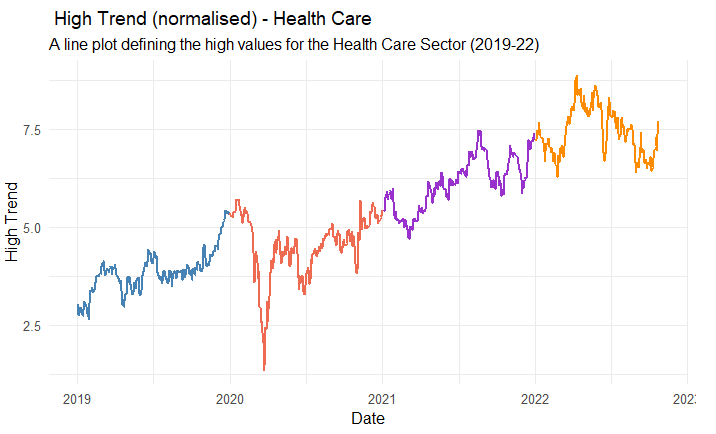 High Trend (normalised) - Health Care
A line plot defining the high values for the Health Care Sector (2019-22)
High Trend
7.5
5.0
2.5
2019 2020 2021 2022 202
Date